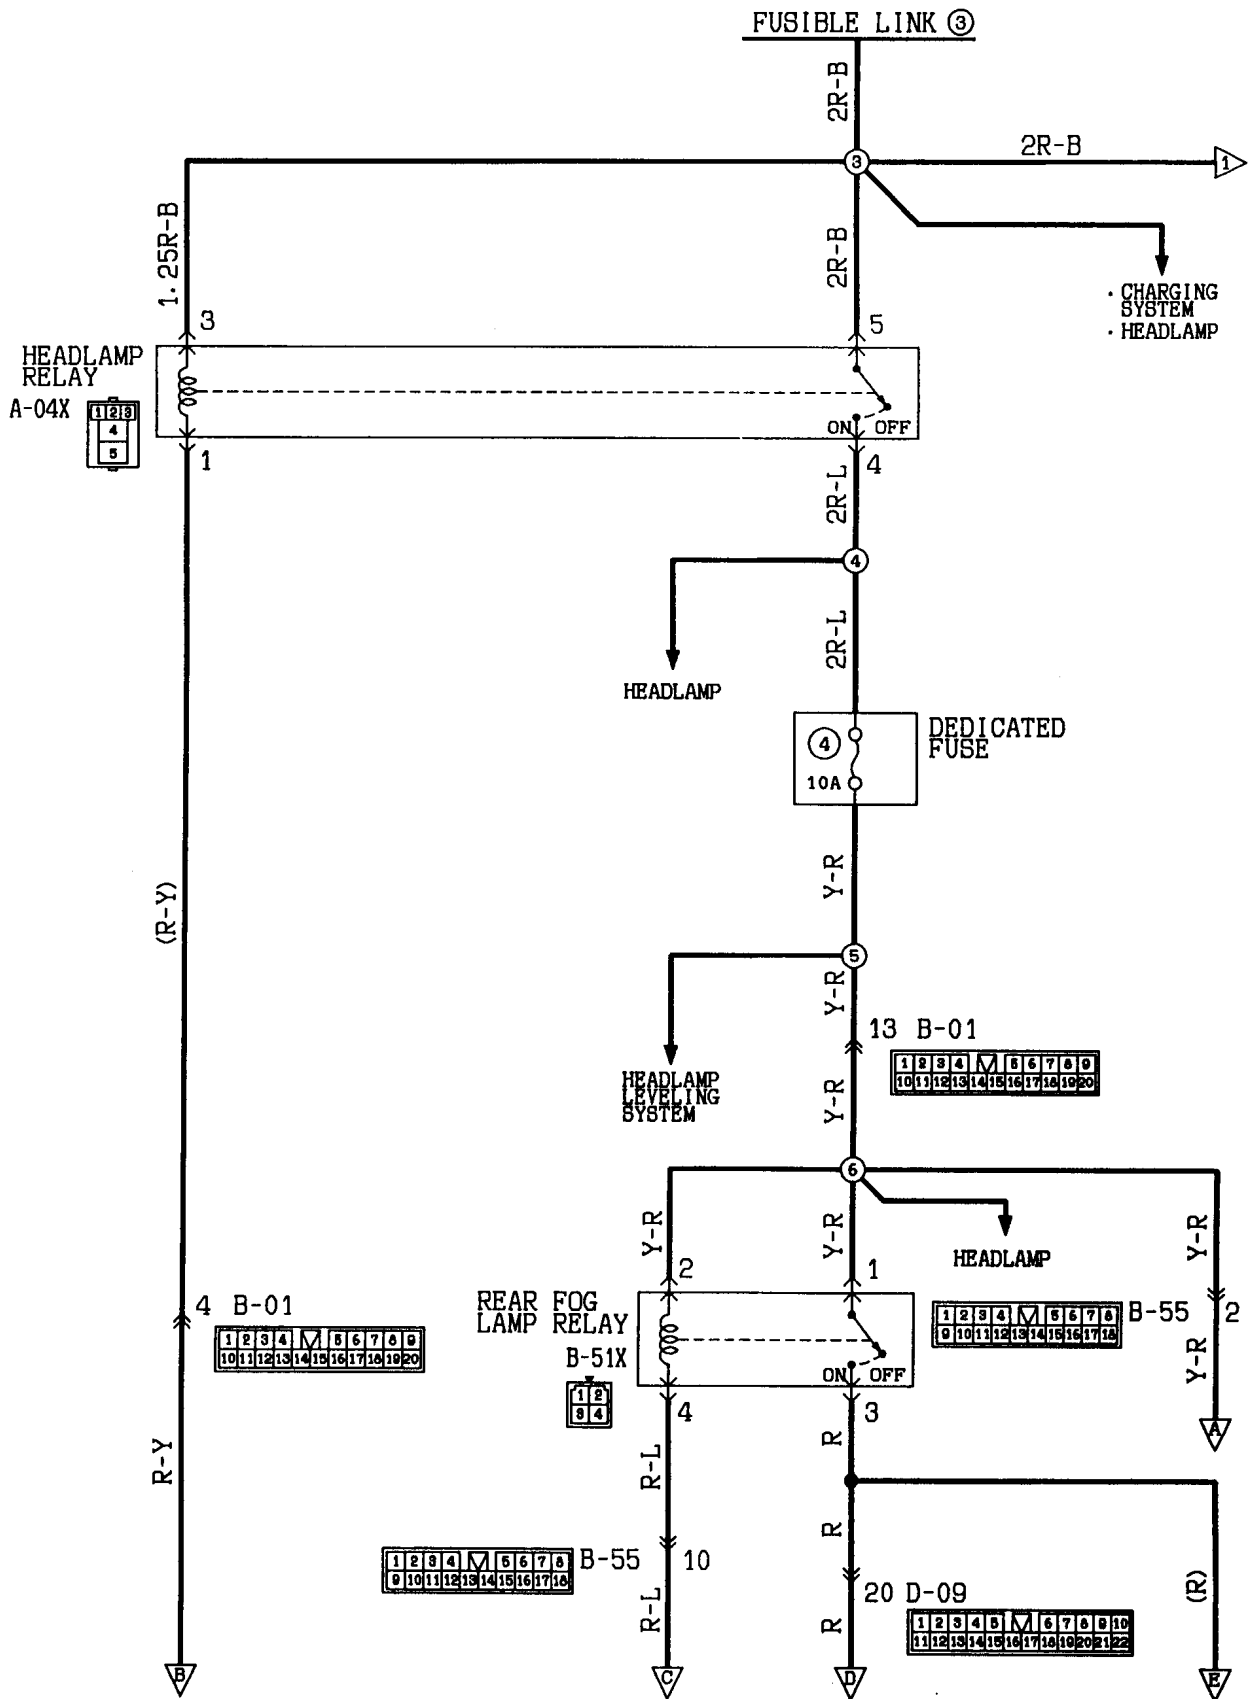 FUSIBLE LINK ③
2R-B
3
2R-B
1
1.25R-B
2R-B
· CHARGING
SYSTEM
· HEADLAMP
3
5
HEADLAMP
RELAY
A-04X
1 2 3
4
5
ON OFF
1
4
2R-L
4
2R-L
HEADLAMP
DEDICATED
FUSE
4
10A
Y-R
(R-Y)
5
Y-R
13 B-01
1 2 3 4 5 6 7 8 9
10 11 12 13 14 15 16 17 18 19 20
HEADLAMP
LEVELING
SYSTEM
Y-R
6
Y-R
Y-R
HEADLAMP
Y-R
2
1
REAR FOG
LAMP RELAY
B-51X
1 2
3 4
ON OFF
1 2 3 4 5 6 7 8
9 10 11 12 13 14 15 16 17 18
B-55
2
Y-R
A
4 B-01
1 2 3 4 5 6 7 8 9
10 11 12 13 14 15 16 17 18 19 20
4
3
R-Y
R-L
R
1 2 3 4 5 6 7 8
9 10 11 12 13 14 15 16 17 18
B-55
10
R
R-L
20 D-09
1 2 3 4 5 6 7 8 9 10
11 12 13 14 15 16 17 18 19 20 21 22
R
(R)
B
C
D
E